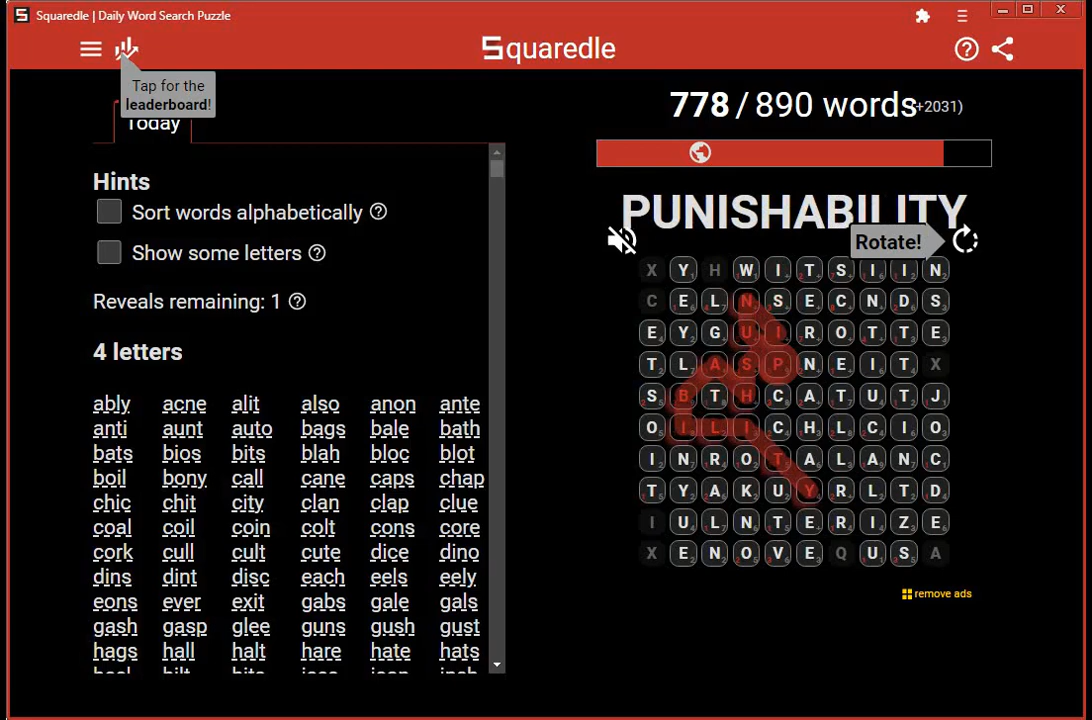 Squaredle | Daily Word Search Puzzle
Squaredle
Tap for the
leaderboard!
Today
Hints
Sort words alphabetically
Show some letters
Reveals remaining: 1
4 letters
ably acne alit also anon ante
anti aunt auto bags bale bath
bats bios bits blah bloc blot
boil bony call cane caps chap
chic chit city clan clap clue
coal coil coin colt cons core
cork cull cult cute dice dino
dins dint disc each eels eely
eons ever exit gabs gale gals
gash gasp glee guns gush gust
hags hall halt hare hate hats
778 / 890 words +2031)
PUNISHABILITY
Rotate!
X Y H W I T S I I N
C E L N S E C N D S
E Y G U I R O T T E
T L A S P N E I T X
S B T H C A T U T J
O I L I C H L C I O
I N R O T A L A N C
T Y A K U Y R L T D
I U L N T E R I Z E
X E N O V E Q U S A
remove ads